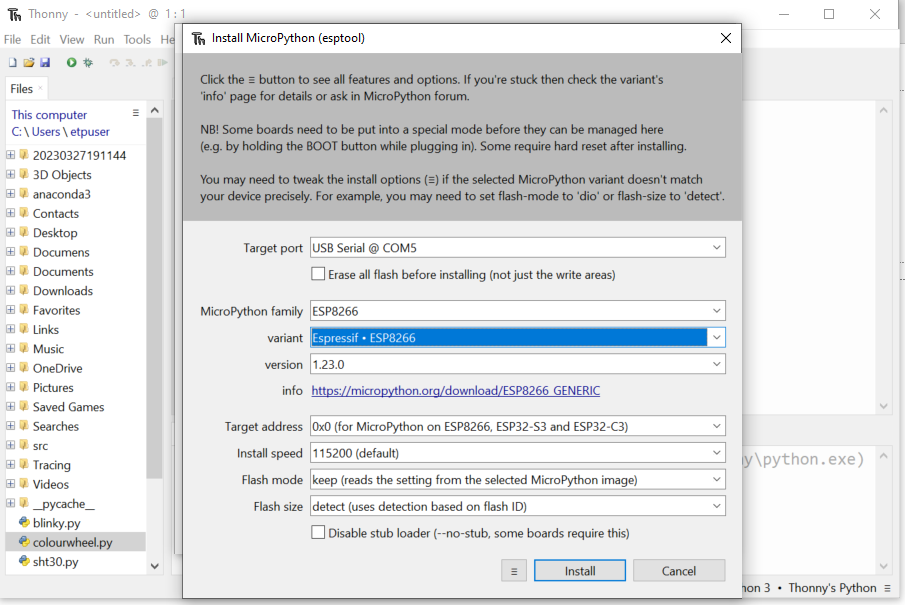 Thonny - <untitled> @ 1 : 1
File Edit View Run Tools He
Files
This computer
C: \ Users \ etpuser
20230327191144
3D Objects
anaconda3
Contacts
Desktop
Documens
Documents
Downloads
Favorites
Links
Music
OneDrive
Pictures
Saved Games
Searches
src
Tracing
Videos
__pycache__
blinky.py
colourwheel.py
sht30.py
Install MicroPython (esptool)
Click the ≡ button to see all features and options. If you're stuck then check the variant's
'info' page for details or ask in MicroPython forum.
NB! Some boards need to be put into a special mode before they can be managed here
(e.g. by holding the BOOT button while plugging in). Some require hard reset after installing.
You may need to tweak the install options (≡) if the selected MicroPython variant doesn't match
your device precisely. For example, you may need to set flash-mode to 'dio' or flash-size to 'detect'.
Target port USB Serial @ COM5
Erase all flash before installing (not just the write areas)
MicroPython family ESP8266
variant Espressif • ESP8266
version 1.23.0
info https://micropython.org/download/ESP8266_GENERIC
Target address 0x0 (for MicroPython on ESP8266, ESP32-S3 and ESP32-C3)
Install speed 115200 (default)
Flash mode keep (reads the setting from the selected MicroPython image)
Flash size detect (uses detection based on flash ID)
Disable stub loader (--no-stub, some boards require this)
≡ Install Cancel
y\python.exe)
hon 3 • Thonny's Python ≡